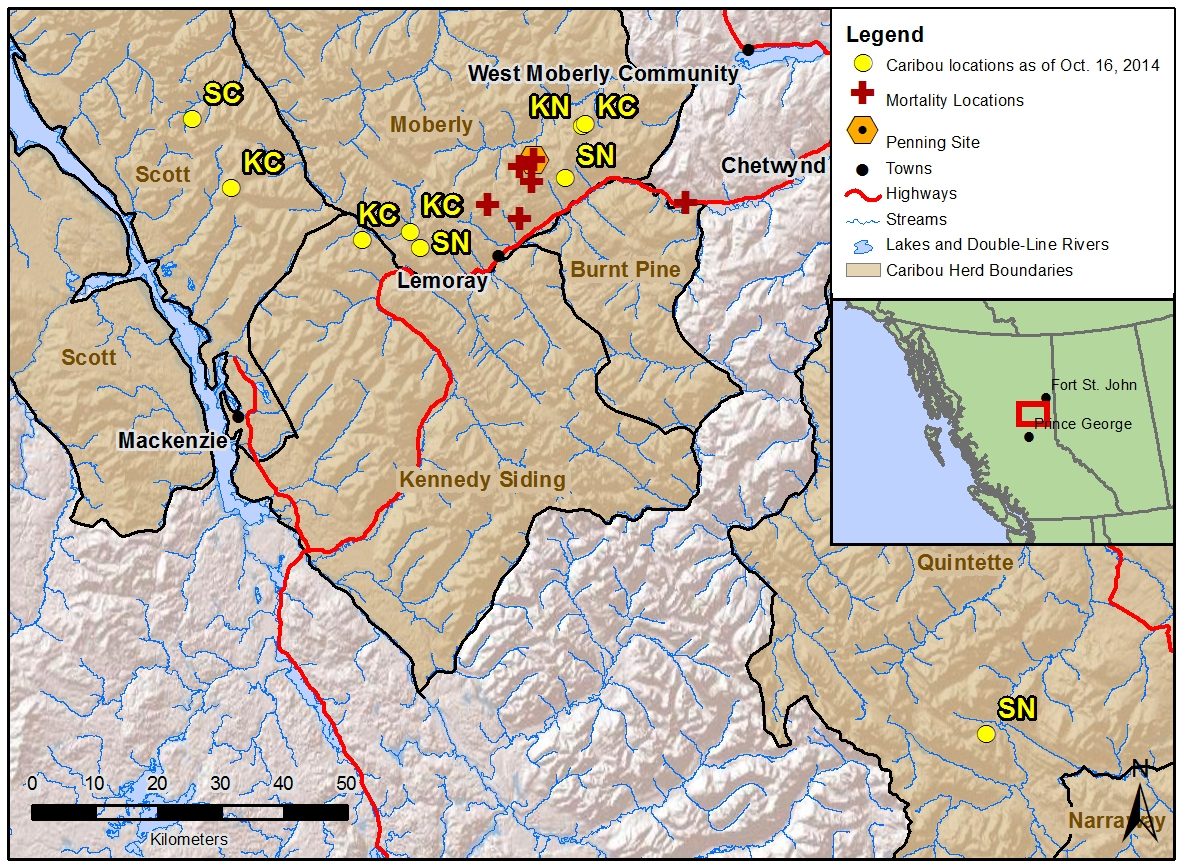 Legend
Caribou locations as of Oct. 16, 2014
Mortality Locations
Penning Site
Towns
Highways
Streams
Lakes and Double-Line Rivers
Caribou Herd Boundaries
West Moberly Community
SC
KN
KC
Moberly
Chetwynd
Scott
KC
SN
KC
KC
SN
Lemoray
Burnt Pine
Scott
Mackenzie
Kennedy Siding
Fort St. John
Prince George
Quintette
SN
Narraway
N
0 10 20 30 40 50
Kilometers